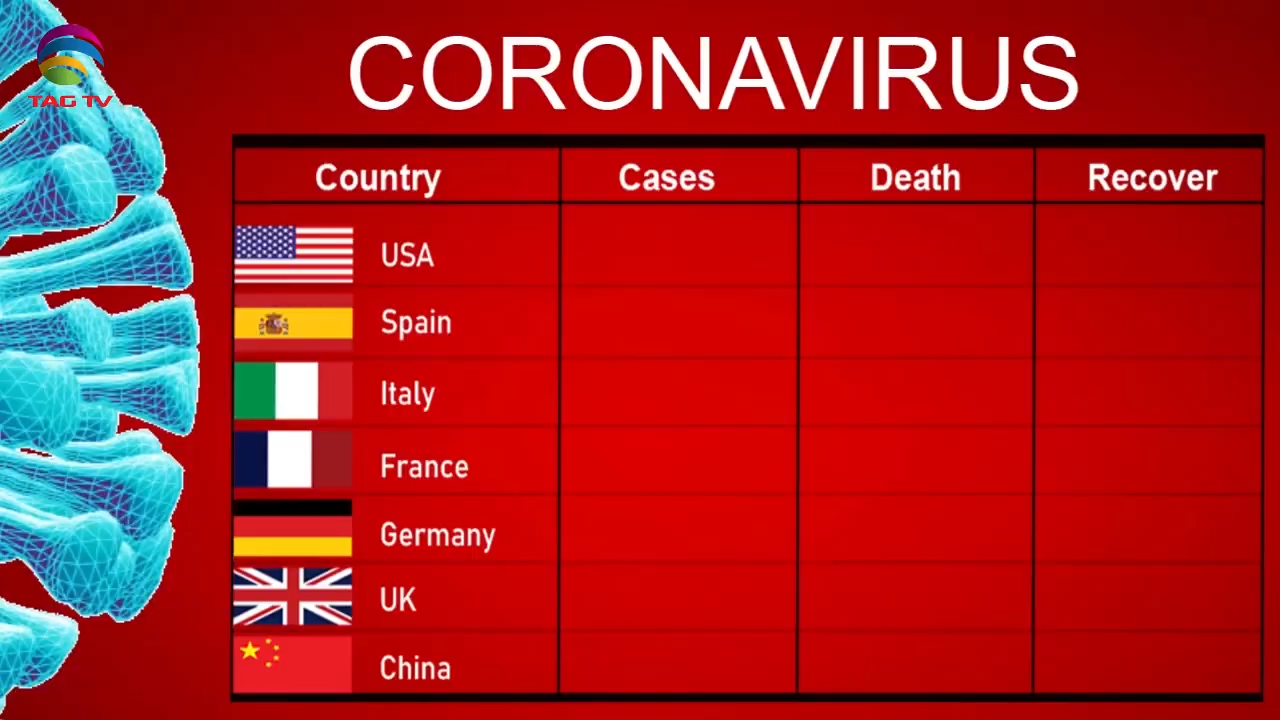 TAG TV
CORONAVIRUS
Country Cases Death Recover
USA
Spain
Italy
France
Germany
UK
China